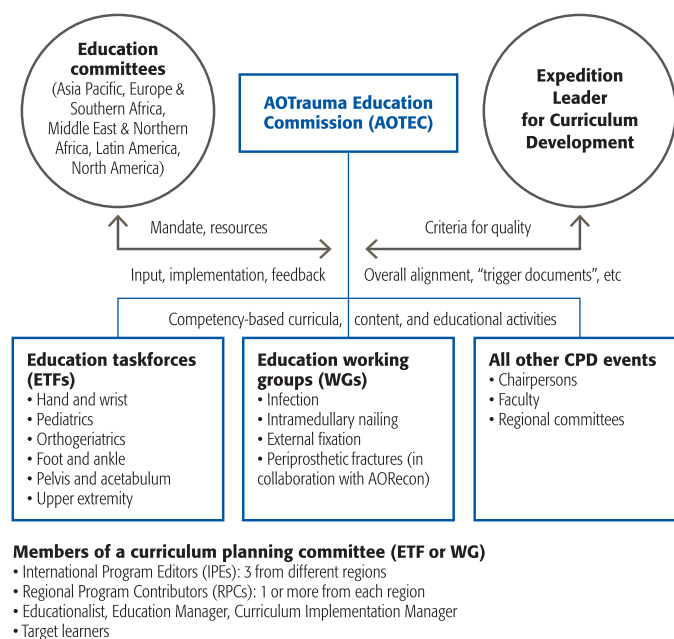 Education
committees
(Asia Pacific, Europe &
Southern Africa,
Middle East & Northern
Africa, Latin America,
North America)
AOTrauma Education
Commission (AOTEC)
Expedition
Leader
for Curriculum
Development
Mandate, resources
Criteria for quality
Input, implementation, feedback
Overall alignment, “trigger documents”, etc
Competency-based curricula, content, and educational activities
Education taskforces
(ETFs)
• Hand and wrist
• Pediatrics
• Orthogeriatrics
• Foot and ankle
• Pelvis and acetabulum
• Upper extremity
Education working
groups (WGs)
• Infection
• Intramedullary nailing
• External fixation
• Periprosthetic fractures (in
collaboration with AORecon)
All other CPD events
• Chairpersons
• Faculty
• Regional committees
Members of a curriculum planning committee (ETF or WG)
• International Program Editors (IPEs): 3 from different regions
• Regional Program Contributors (RPCs): 1 or more from each region
• Educationalist, Education Manager, Curriculum Implementation Manager
• Target learners